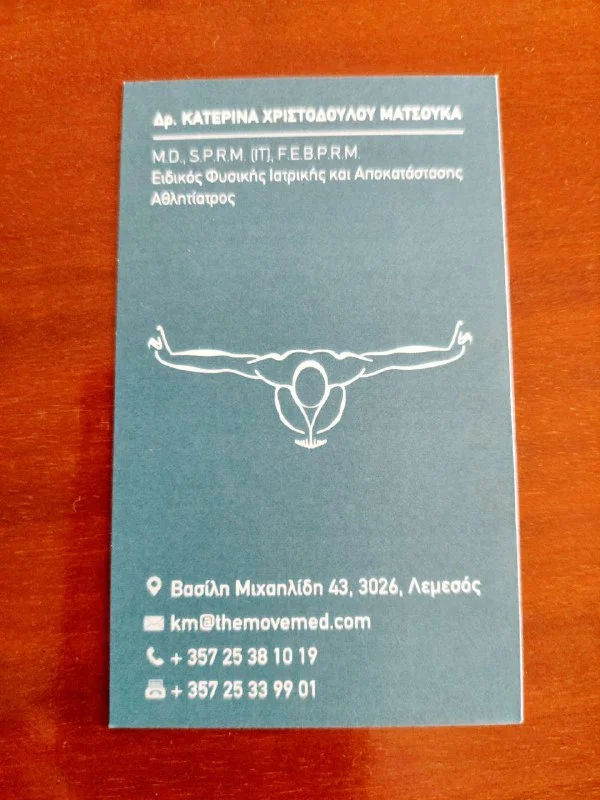 Δρ. ΚΑΤΕΡΙΝΑ ΧΡΙΣΤΟΔΟΥΛΟΥ ΜΑΤΣΟΥΚΑ
M.D., S.P.R.M. (IT), F.E.B.P.R.M.
Ειδικός Φυσικής Ιατρικής και Αποκατάστασης
Αθλητίατρος
Βασίλη Μιχαηλίδη 43, 3026, Λεμεσός
km@themovemed.com
+ 357 25 38 10 19
+ 357 25 33 99 01